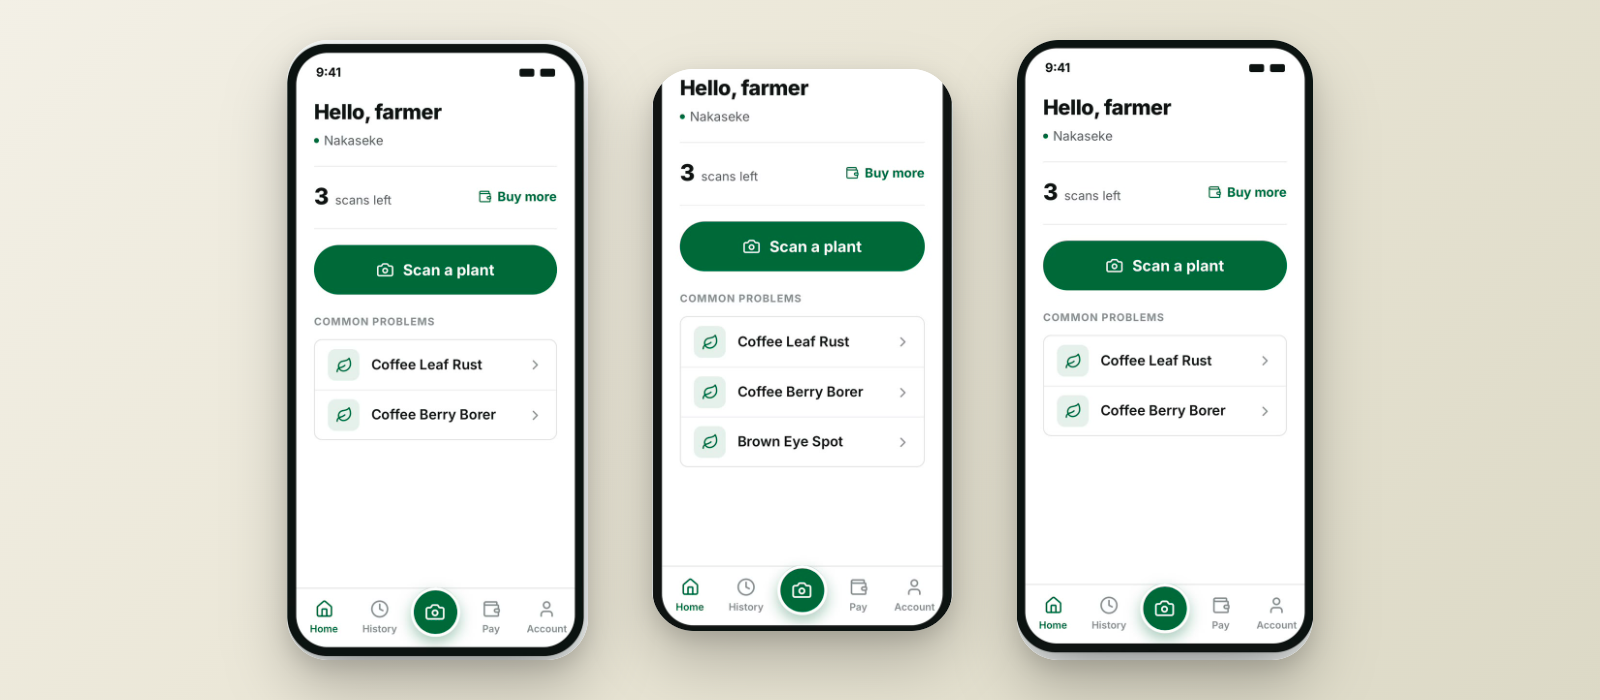 9:41
Hello, farmer
Nakaseke
3 scans left
Buy more
Scan a plant
COMMON PROBLEMS
Coffee Leaf Rust
Coffee Berry Borer
Home
History
Pay
Account
Hello, farmer
Nakaseke
3 scans left
Buy more
Scan a plant
COMMON PROBLEMS
Coffee Leaf Rust
Coffee Berry Borer
Brown Eye Spot
Home
History
Pay
Account
9:41
Hello, farmer
Nakaseke
3 scans left
Buy more
Scan a plant
COMMON PROBLEMS
Coffee Leaf Rust
Coffee Berry Borer
Home
History
Pay
Account